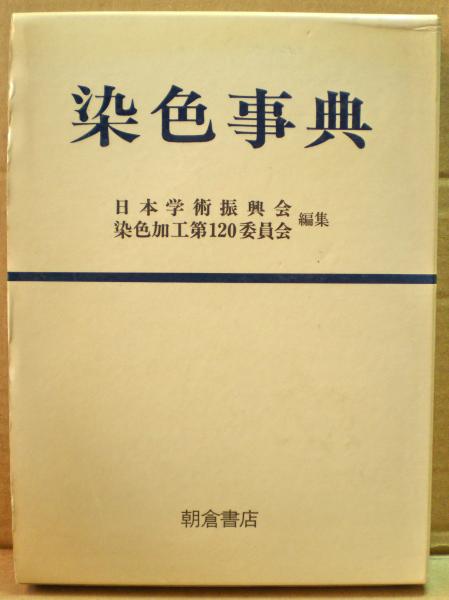 染色事典
日本学術振興会
染色加工第120委員会
編集
朝倉書店